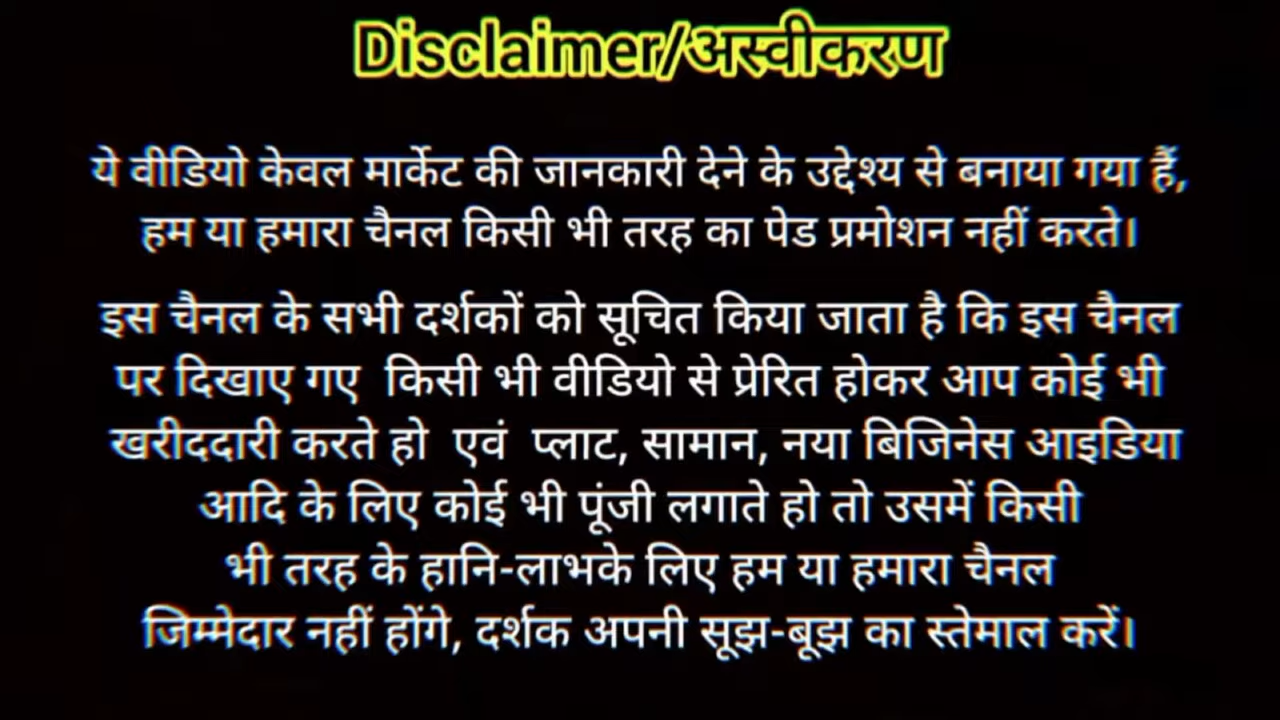 Disclaimer/अस्वीकरण
ये वीडियो केवल मार्केट की जानकारी देने के उद्देश्य से बनाया गया हैं,
हम या हमारा चैनल किसी भी तरह का पेड प्रमोशन नहीं करते।
इस चैनल के सभी दर्शकों को सूचित किया जाता है कि इस चैनल
पर दिखाए गए किसी भी वीडियो से प्रेरित होकर आप कोई भी
खरीददारी करते हो एवं प्लाट, सामान, नया बिजिनेस आइडिया
आदि के लिए कोई भी पूंजी लगाते हो तो उसमें किसी
भी तरह के हानि-लाभके लिए हम या हमारा चैनल
जिम्मेदार नहीं होंगे, दर्शक अपनी सूझ-बूझ का स्तेमाल करें।